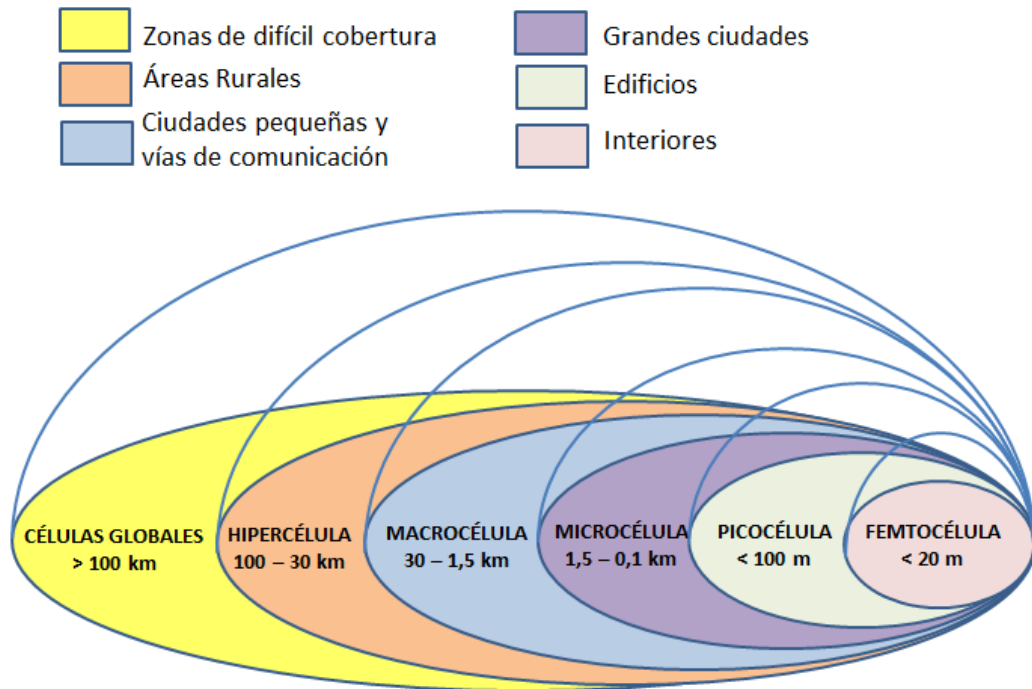 Zonas de difícil cobertura
Áreas Rurales
Ciudades pequeñas y
vías de comunicación
Grandes ciudades
Edificios
Interiores
CÉLULAS GLOBALES
> 100 km
HIPERCÉLULA
100 – 30 km
MACROCÉLULA
30 – 1,5 km
MICROCÉLULA
1,5 – 0,1 km
PICOCÉLULA
< 100 m
FEMTOCÉLULA
< 20 m